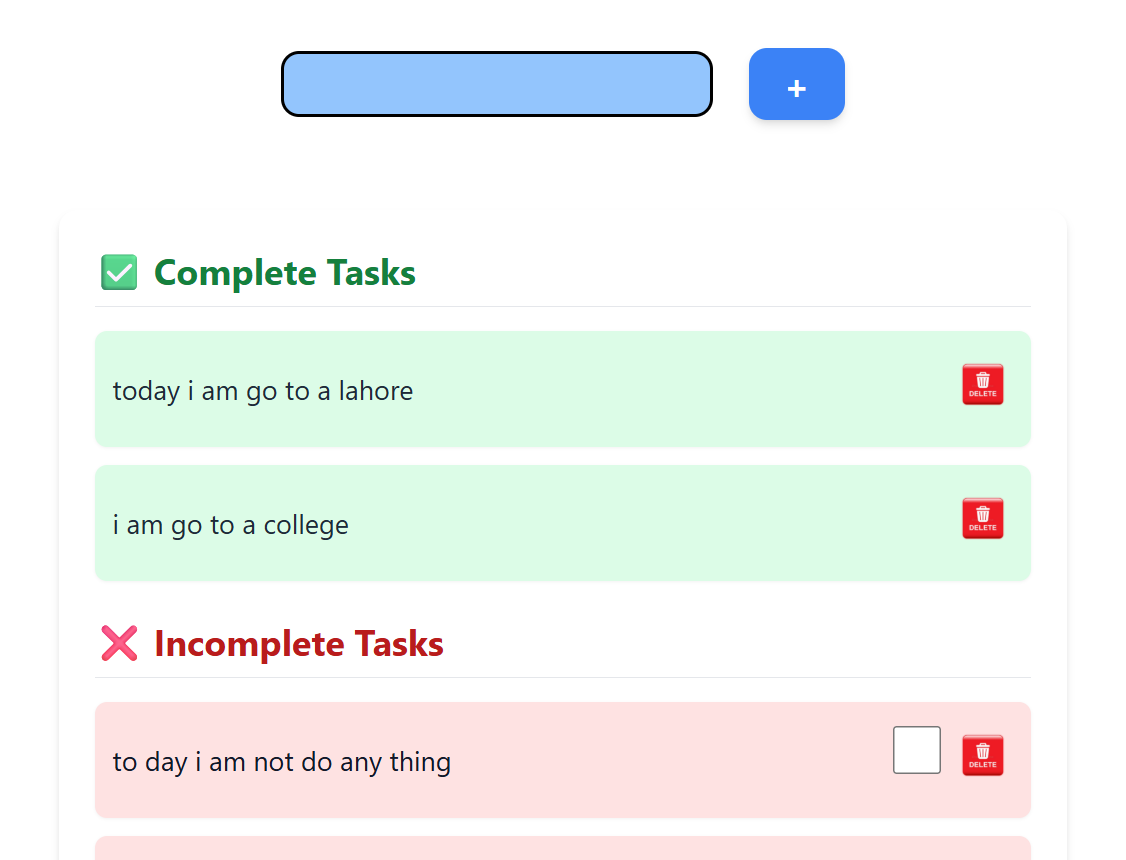 +
Complete Tasks
today i am go to a lahore
DELETE
i am go to a college
DELETE
Incomplete Tasks
to day i am not do any thing
DELETE